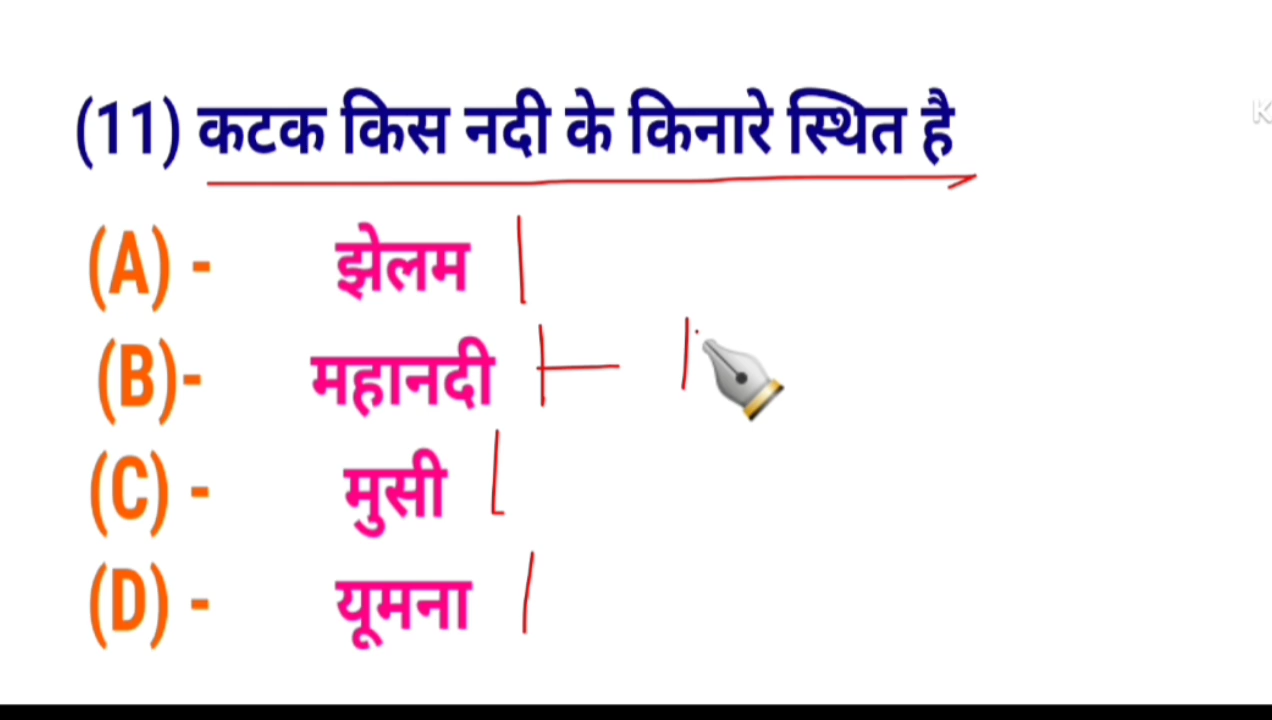 (11) कटक किस नदी के किनारे स्थित है
(A) - झेलम
(B)- महानदी
(C) - मुसी
(D) - यूमना